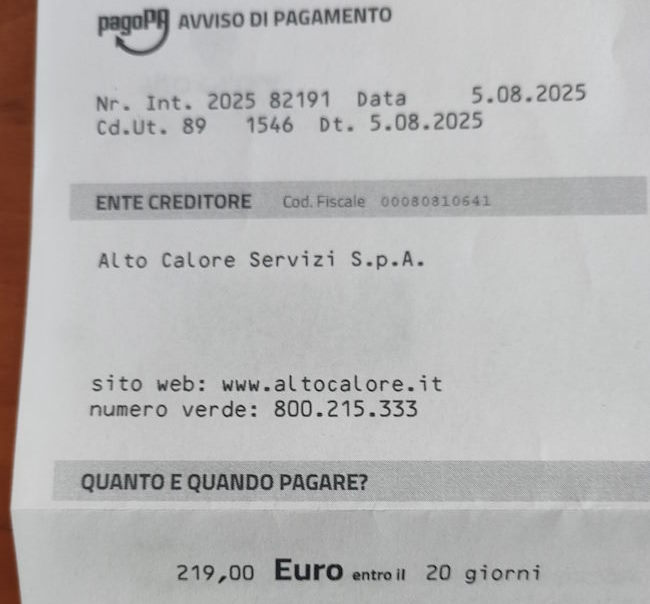 pagoPA AVVISO DI PAGAMENTO
Nr. Int. 2025 82191 Data 5.08.2025
Cd.Ut. 89 1546 Dt. 5.08.2025
ENTE CREDITORE Cod. Fiscale 00080810641
Alto Calore Servizi S.p.A.
sito web: www.altocalore.it
numero verde: 800.215.333
QUANTO E QUANDO PAGARE?
219,00 Euro entro il 20 giorni